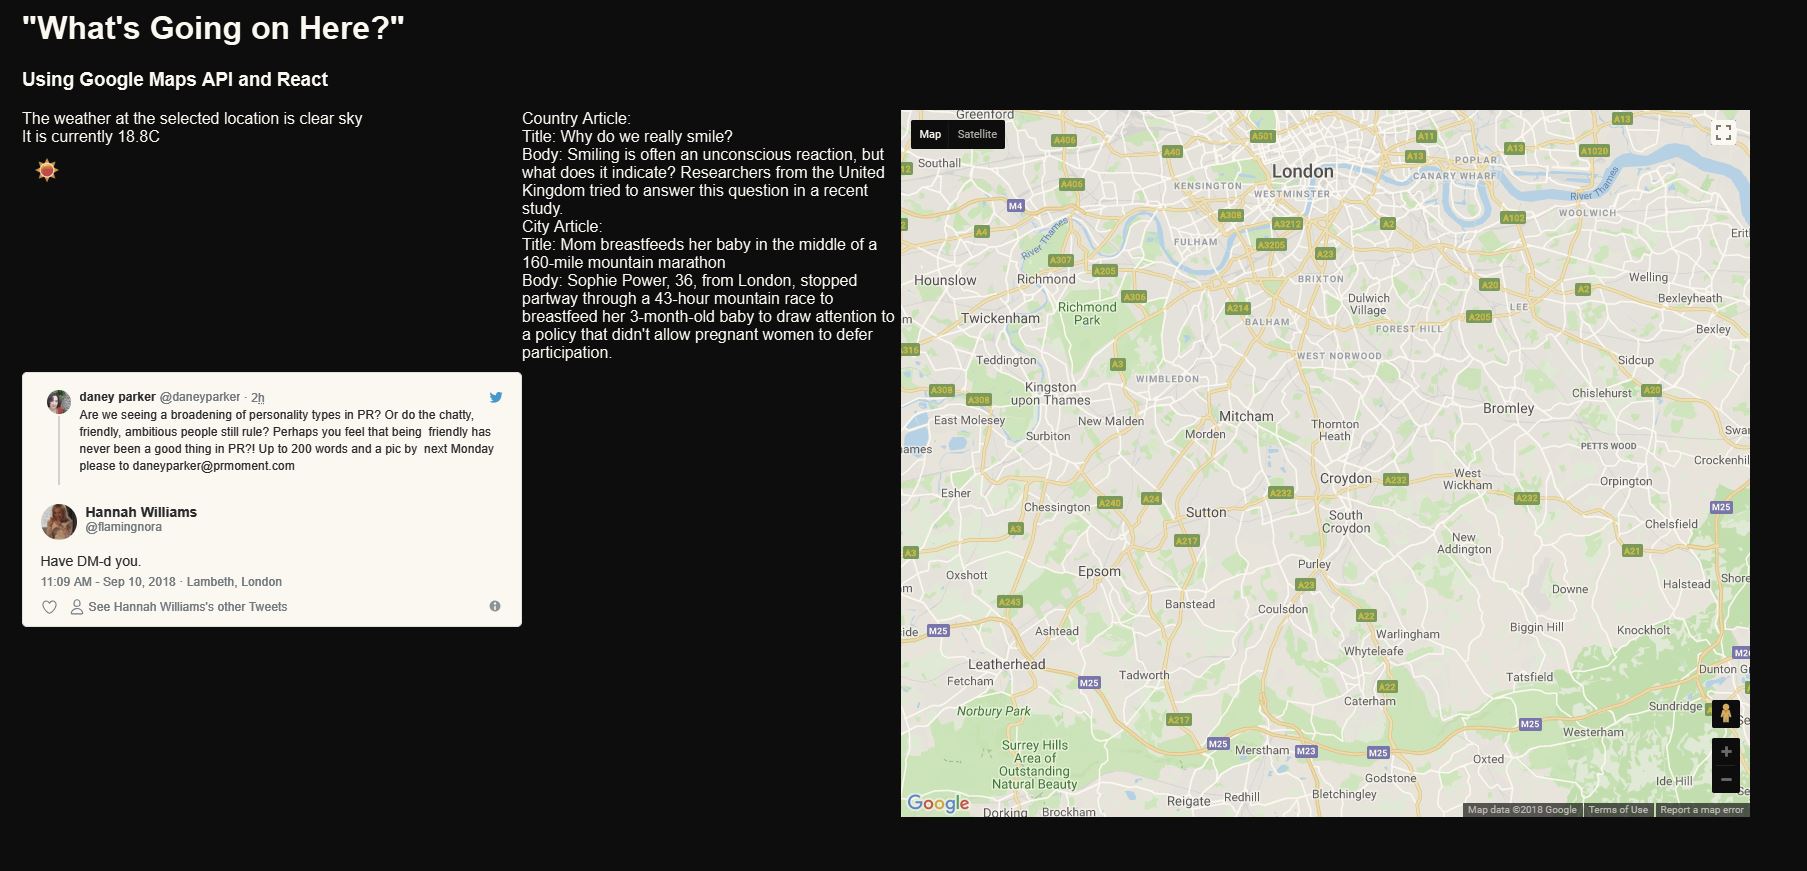 "What's Going on Here?"
Using Google Maps API and React
The weather at the selected location is clear sky
It is currently 18.8C
Country Article:
Title: Why do we really smile?
Body: Smiling is often an unconscious reaction, but
what does it indicate? Researchers from the United
Kingdom tried to answer this question in a recent
study.
City Article:
Title: Mom breastfeeds her baby in the middle of a
160-mile mountain marathon
Body: Sophie Power, 36, from London, stopped
partway through a 43-hour mountain race to
breastfeed her 3-month-old baby to draw attention to
a policy that didn't allow pregnant women to defer
participation.
daney parker @daneyparker · 2h
Are we seeing a broadening of personality types in PR? Or do the chatty,
friendly, ambitious people still rule? Perhaps you feel that being friendly has
never been a good thing in PR?! Up to 200 words and a pic by next Monday
please to daneyparker@prmoment.com
Hannah Williams
@flamingnora
Have DM-d you.
11:09 AM - Sep 10, 2018 · Lambeth, London
See Hannah Williams's other Tweets
Map Satellite
Greenford
A13
A406
A501
A11
A13
A40
A13
A1020
Southall
London
POPLAR
CANARY WHARF
12
A406
KENSINGTON
WESTMINSTER
River Thames
M4
A308
A3212
A2
A102
WOOLWICH
A4
River Thames
FULHAM
A3205
A23
Erit
A307
A205
Hounslow
Richmond
BRIXTON
A20
A2
Welling
A306
Richmond
Park
A214
Dulwich
Village
LEE
Bexleyheath
Twickenham
BALHAM
FOREST HILL
A205
Bexley
A316
Teddington
A3
WEST NORWOOD
Sidcup
WIMBLEDON
A308
A308
Kingston
upon Thames
Chislehurst
A20
Mitcham
Bromley
East Molesey
New Malden
Thornton
Heath
Surbiton
Morden
PETTS WOOD
Swan
ames
Crockenhil
Croydon
A232
West
Wickham
Orpington
Esher
A240
A24
A232
A232
M25
Chessington
Sutton
South
Croydon
Chelsfield
A3
A217
New
Addington
A3
A21
Oxshott
Epsom
Purley
A23
Downe
Halstead
Shore
A243
Banstead
Coulsdon
A22
ide
M25
Ashtead
Warlingham
Biggin Hill
Knockholt
Leatherhead
Whyteleafe
Fetcham
M25
Tadworth
Tatsfield
Dunton G
A22
Norbury Park
Caterham
Sundridge
A217
M25
Westerham
Surrey Hills
Area of
Outstanding
Natural Beauty
M25
Merstham
M23
M25
Oxted
Godstone
Ide Hill
Google
Reigate
Redhill
Bletchingley
Dorking
Brockham
Map data ©2018 Google
Terms of Use
Report a map error